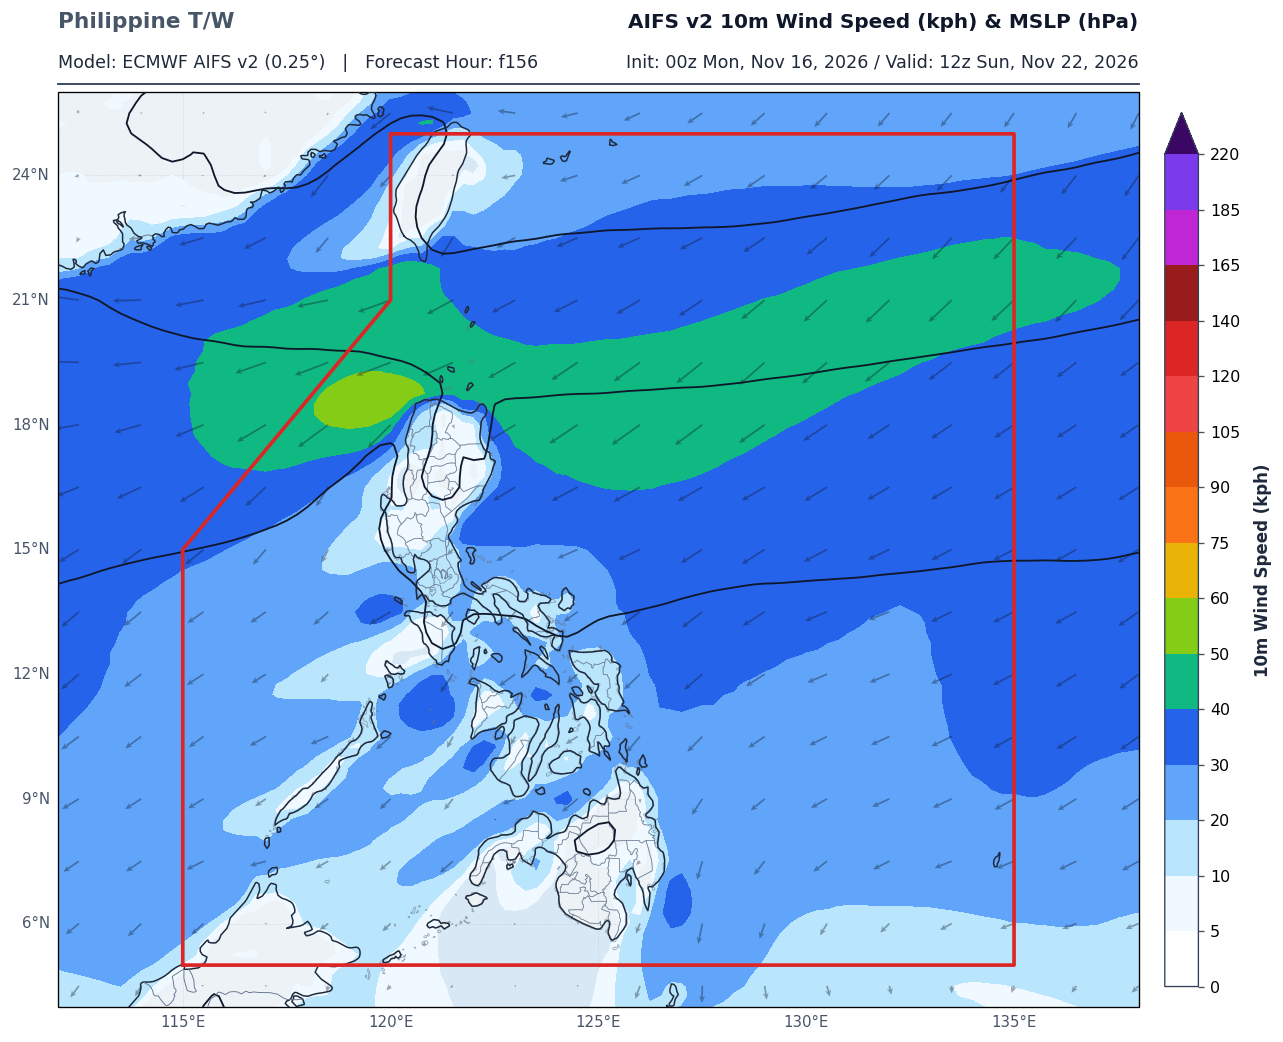 Philippine T/W
AIFS v2 10m Wind Speed (kph) & MSLP (hPa)
Model: ECMWF AIFS v2 (0.25°) | Forecast Hour: f156
Init: 00z Mon, Nov 16, 2026 / Valid: 12z Sun, Nov 22, 2026
24°N
21°N
18°N
15°N
12°N
9°N
6°N
115°E
120°E
125°E
130°E
135°E
220
185
165
140
120
105
90
75
60
50
40
30
20
10
5
0
10m Wind Speed (kph)